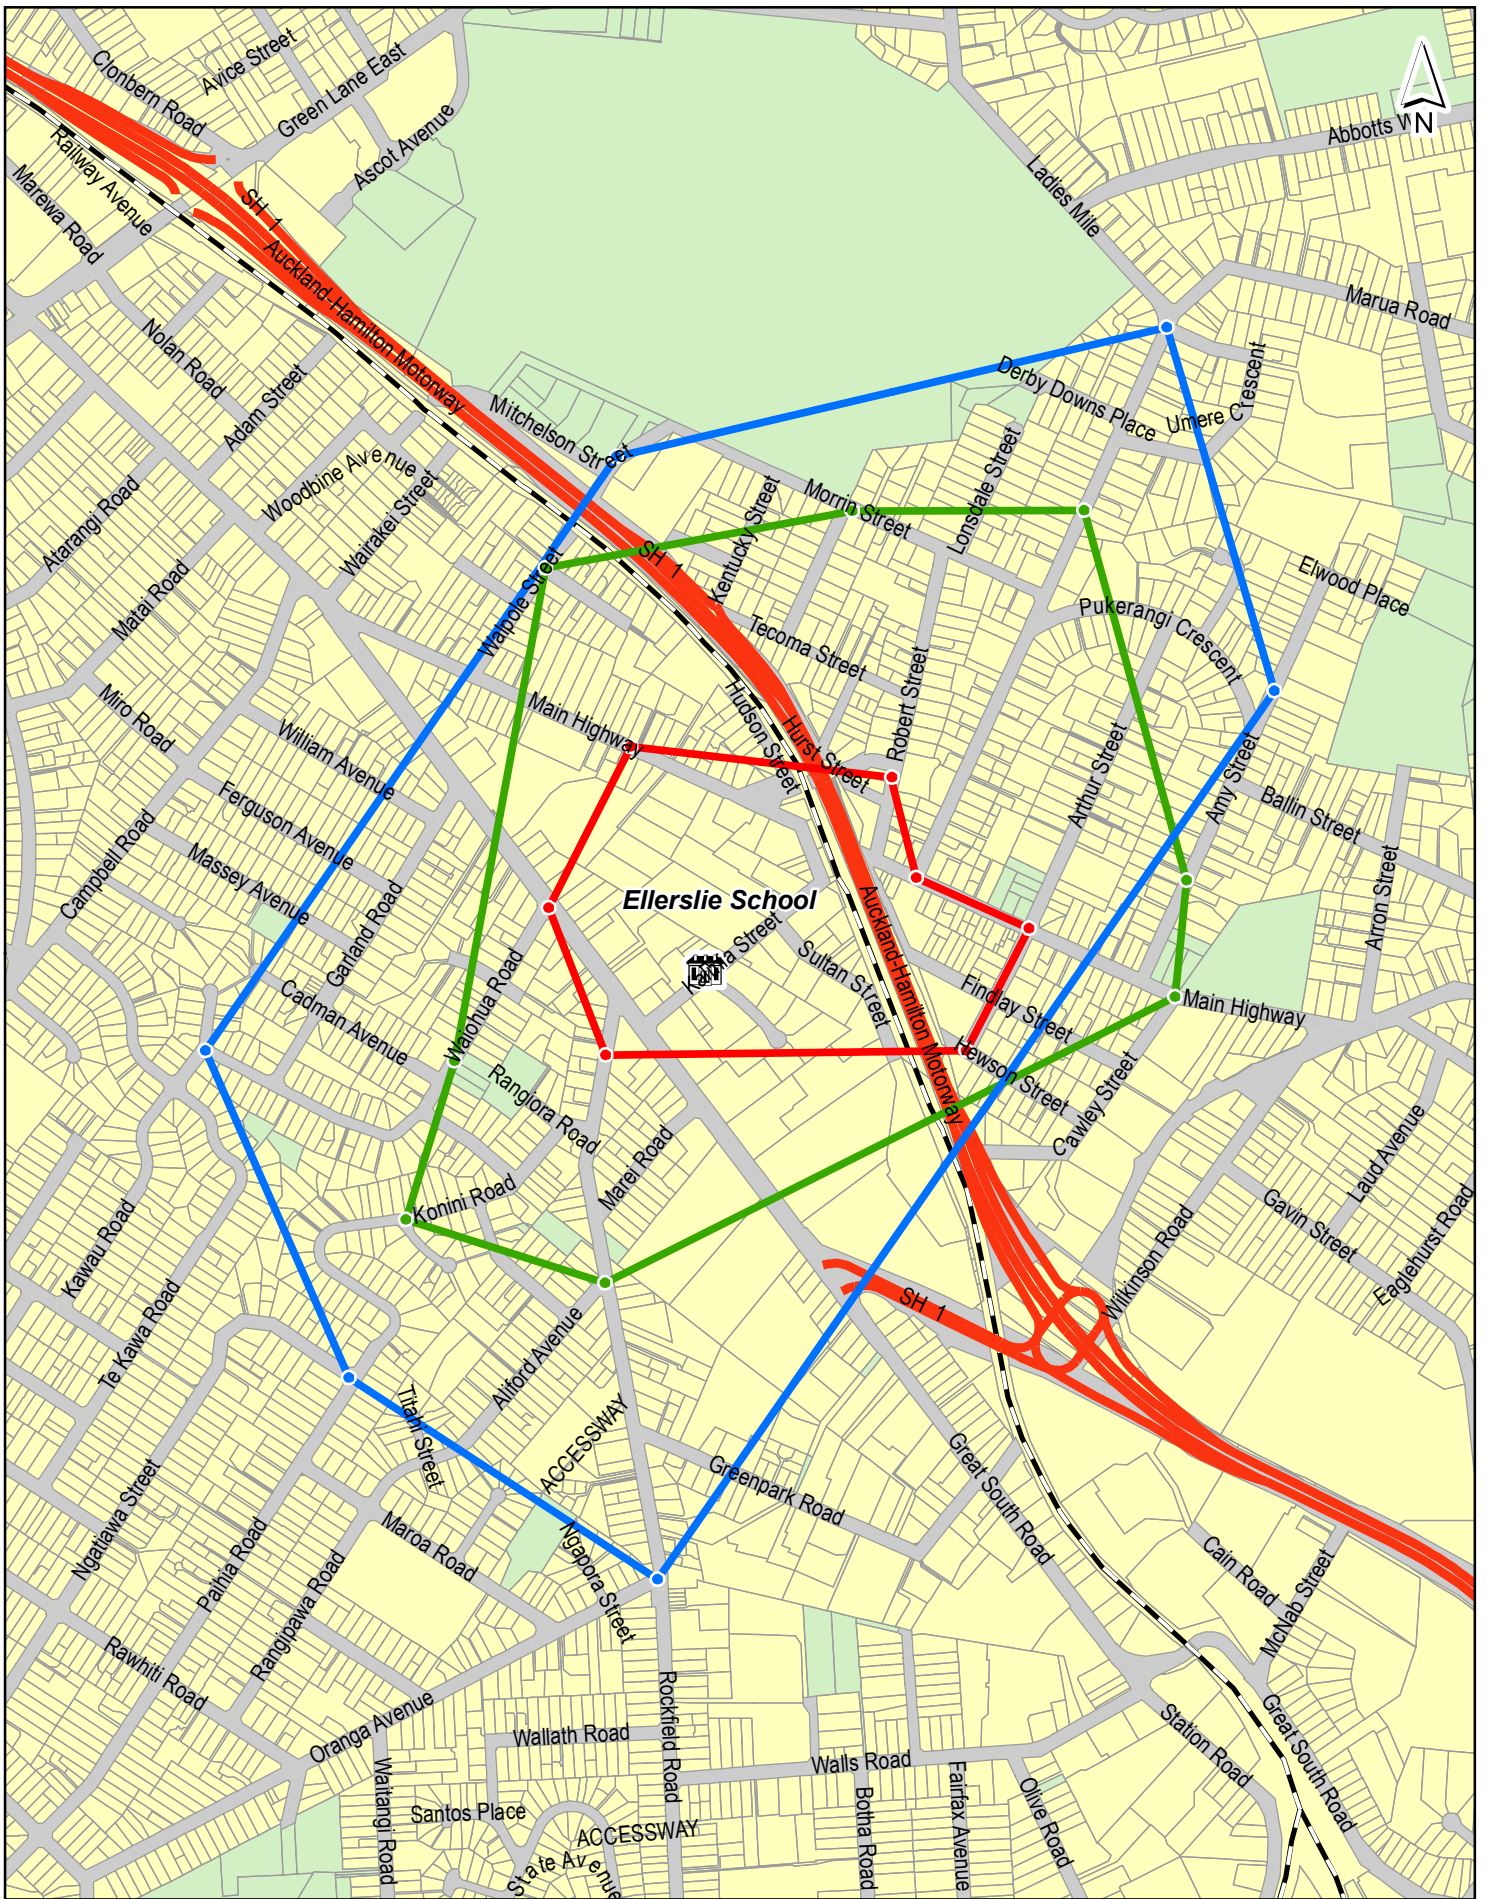 Avice Street
Clonbern Road
Green Lane East
Ascot Avenue
Abbotts W
N
Railway Avenue
Marewa Road
SH 1
Ladies Mile
Auckland-Hamilton Motorway
Marua Road
Nolan Road
Adam Street
Mitchelson Street
Derby Downs Place
Umere Crescent
Woodbine Avenue
Wairakei Street
Atarangi Road
Matai Road
Morrin Street
Kentucky Street
Lonsdale Street
SH 1
Walpole Street
Elwood Place
Pukerangi Crescent
Tecoma Street
Robert Street
Miro Road
William Avenue
Main Highway
Hudson Street
Hurst Street
Arthur Street
Amy Street
Ballin Street
Ferguson Avenue
Massey Avenue
Campbell Road
Garland Road
Ellerslie School
Street
Sultan Street
Auckland-Hamilton Motorway
Arron Street
Findlay Street
Main Highway
Cadman Avenue
Waiohua Road
Hewson Street
Cawley Street
Rangiora Road
Marei Road
Konini Road
Laud Avenue
Gavin Street
Eaglehurst Road
Wilkinson Road
Kawau Road
Te Kawa Road
SH 1
Aliford Avenue
Titahi Street
ACCESSWAY
Greenpark Road
Great South Road
Ngatiawa Street
Paihia Road
Rangipawa Road
Maroa Road
Ngapora Street
Cain Road
McNab Street
Rawhiti Road
Oranga Avenue
Rockfield Road
Wallath Road
Walls Road
Station Road
Great South Road
Waitangi Road
Santos Place
ACCESSWAY
State Avenue
Botha Road
Fairfax Avenue
Olive Road